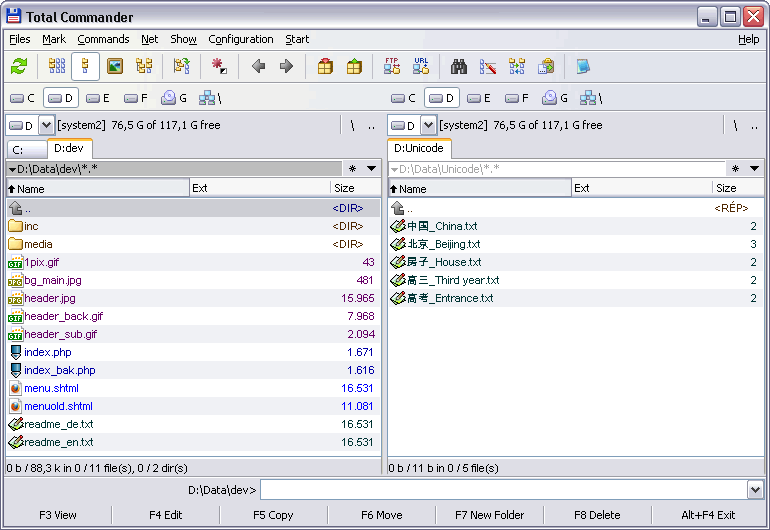 Total Commander
Files Mark Commands Net Show Configuration Start Help
FTP URL
C D E F G \ C D E F G \
D [system2] 76,5 G of 117,1 G free \ .. D [system2] 76,5 G of 117,1 G free \ ..
C: D:dev D:Unicode
D:\Data\dev\*.* * D:\Data\Unicode\*.* *
Name Ext Size Name Ext Size
.. <DIR> .. <RÉP>
inc <DIR> 中国_China.txt 2
media <DIR> 北京_Beijing.txt 3
GIF 1pix.gif 43 房子_House.txt 2
JPG bg_main.jpg 481 高三_Third year.txt 2
JPG header.jpg 15.965 高考_Entrance.txt 2
GIF header_back.gif 7.968
GIF header_sub.gif 2.094
index.php 1.671
index_bak.php 1.616
menu.shtml 16.531
menuold.shtml 11.081
readme_de.txt 16.531
readme_en.txt 16.531
0 b / 88,3 k in 0 / 11 file(s), 0 / 2 dir(s) 0 b / 11 b in 0 / 5 file(s)
D:\Data\dev>
F3 View F4 Edit F5 Copy F6 Move F7 New Folder F8 Delete Alt+F4 Exit